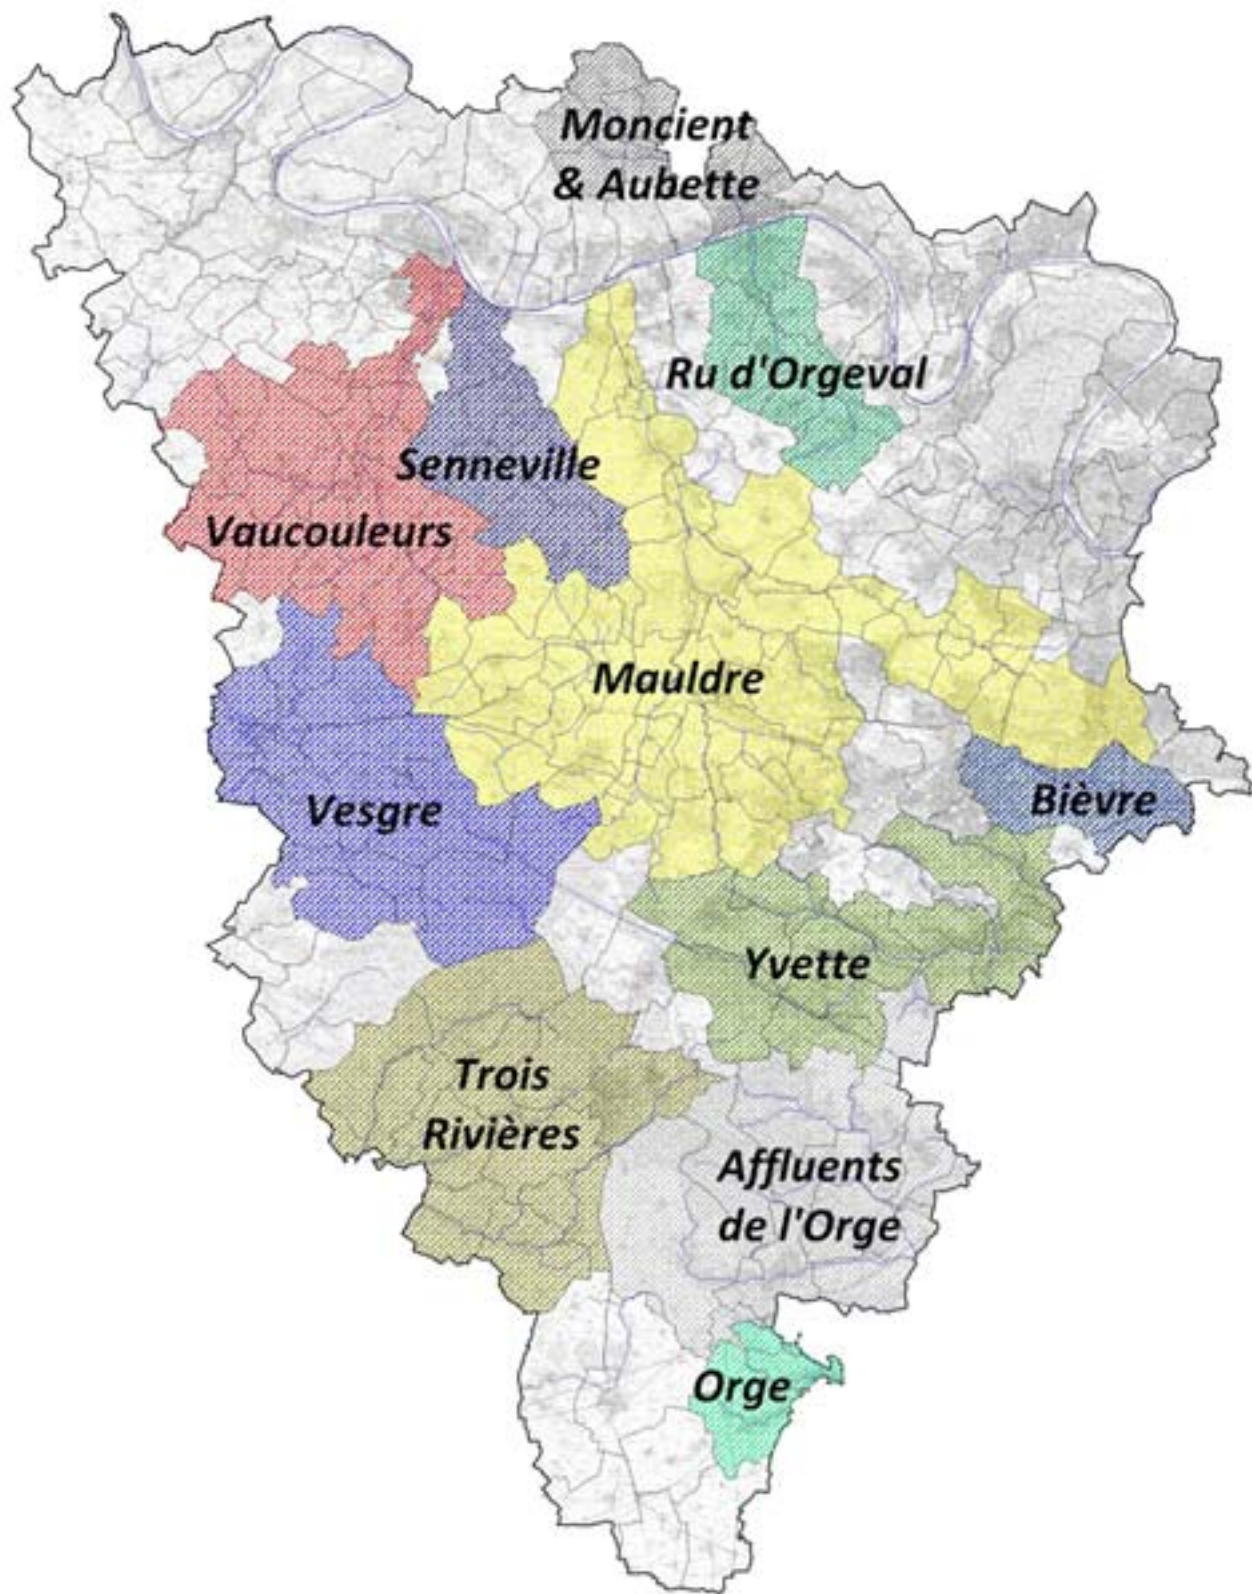 Moncient
& Aubette
Ru d'Orgeval
Senneville
Vaucouleurs
Mauldre
Vesgre
Bièvre
Yvette
Trois
Rivières
Affluents
de l'Orge
Orge